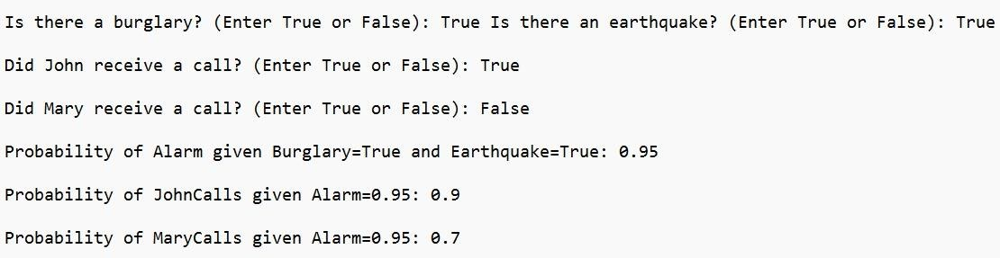 Is there a burglary? (Enter True or False): True Is there an earthquake? (Enter True or False): True
Did John receive a call? (Enter True or False): True
Did Mary receive a call? (Enter True or False): False
Probability of Alarm given Burglary=True and Earthquake=True: 0.95
Probability of JohnCalls given Alarm=0.95: 0.9
Probability of MaryCalls given Alarm=0.95: 0.7